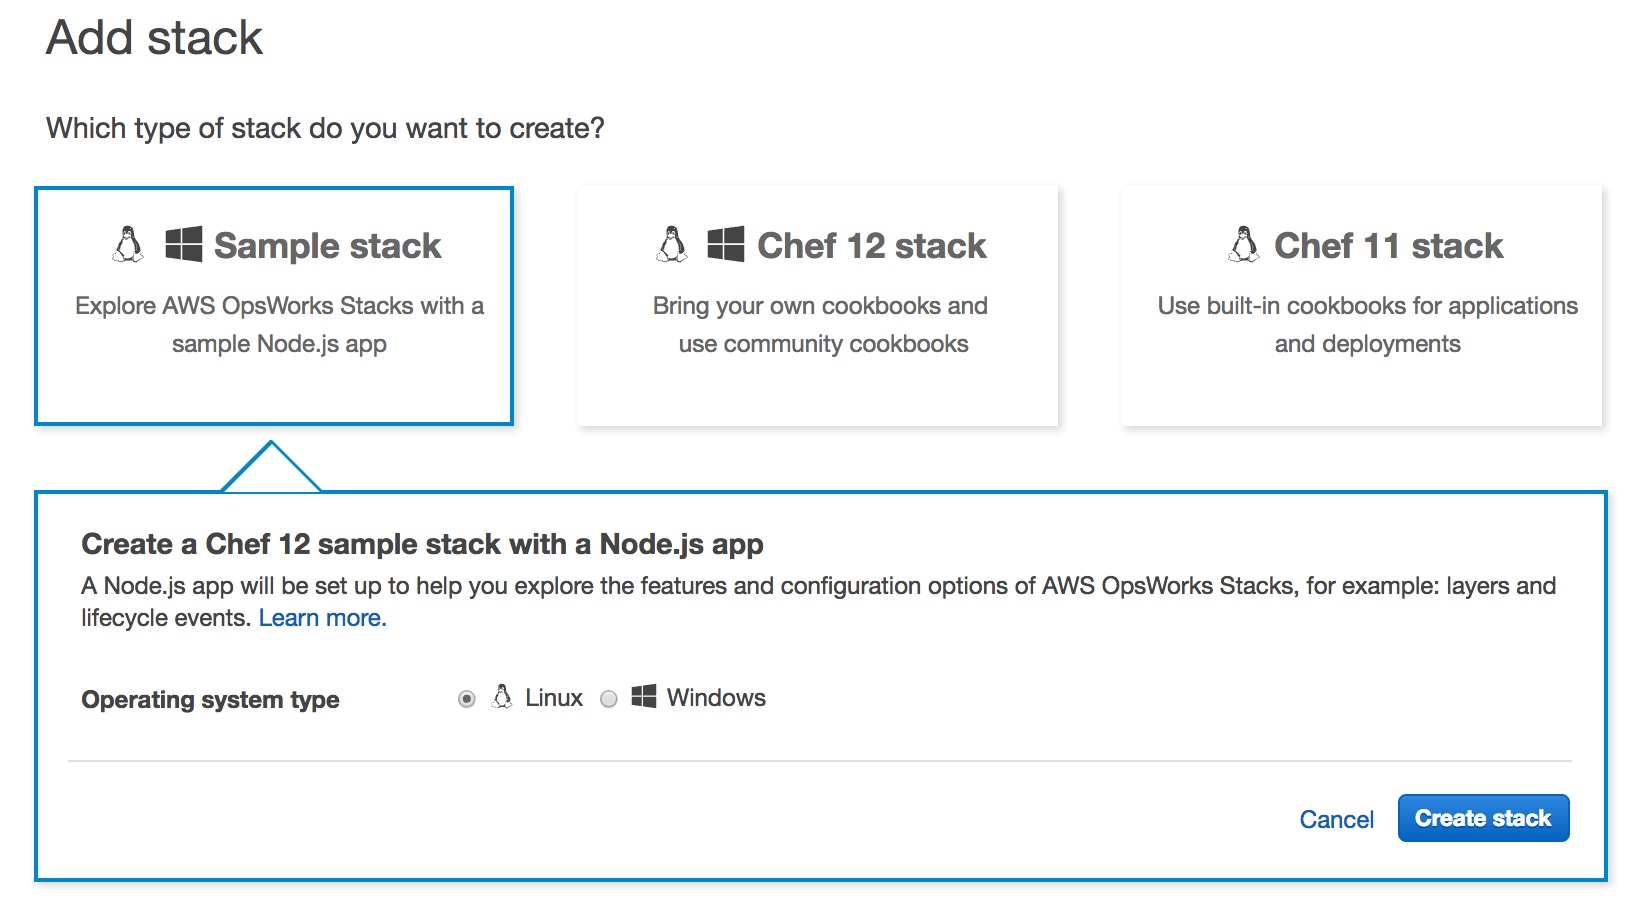 Add stack
Which type of stack do you want to create?
Sample stack
Explore AWS OpsWorks Stacks with a
sample Node.js app
Chef 12 stack
Bring your own cookbooks and
use community cookbooks
Chef 11 stack
Use built-in cookbooks for applications
and deployments
Create a Chef 12 sample stack with a Node.js app
A Node.js app will be set up to help you explore the features and configuration options of AWS OpsWorks Stacks, for example: layers and
lifecycle events. Learn more.
Operating system type Linux Windows
Cancel Create stack